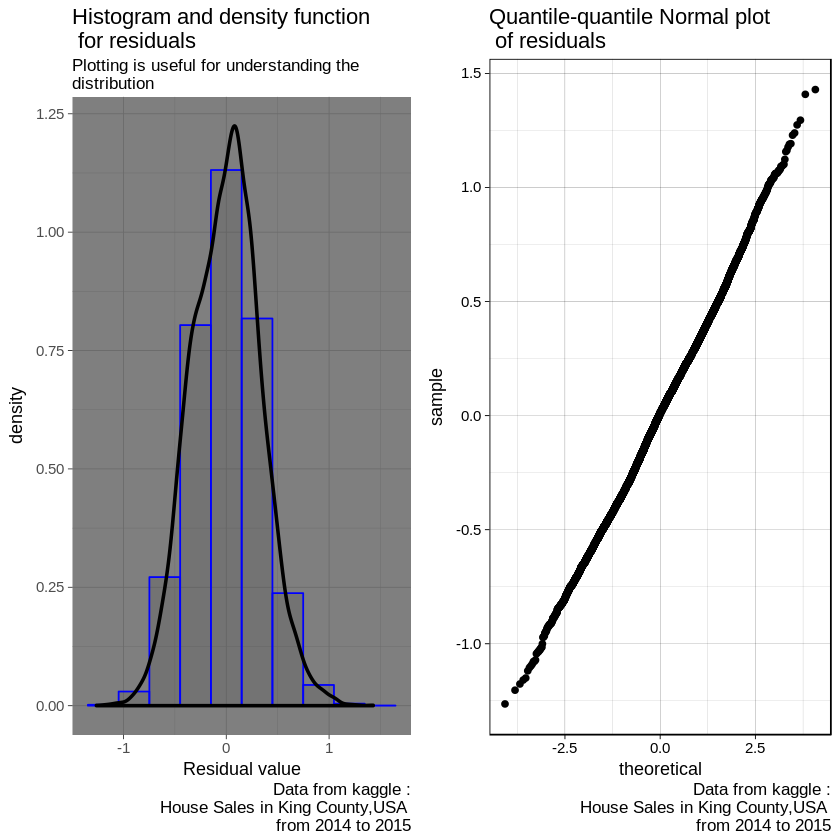 Histogram and density function
for residuals
Plotting is useful for understanding the
distribution
density
1.25
1.00
0.75
0.50
0.25
0.00
-1
0
1
Residual value
Data from kaggle :
House Sales in King County,USA
from 2014 to 2015
Quantile-quantile Normal plot
of residuals
sample
1.5
1.0
0.5
0.0
-0.5
-1.0
-2.5
0.0
2.5
theoretical
Data from kaggle :
House Sales in King County,USA
from 2014 to 2015